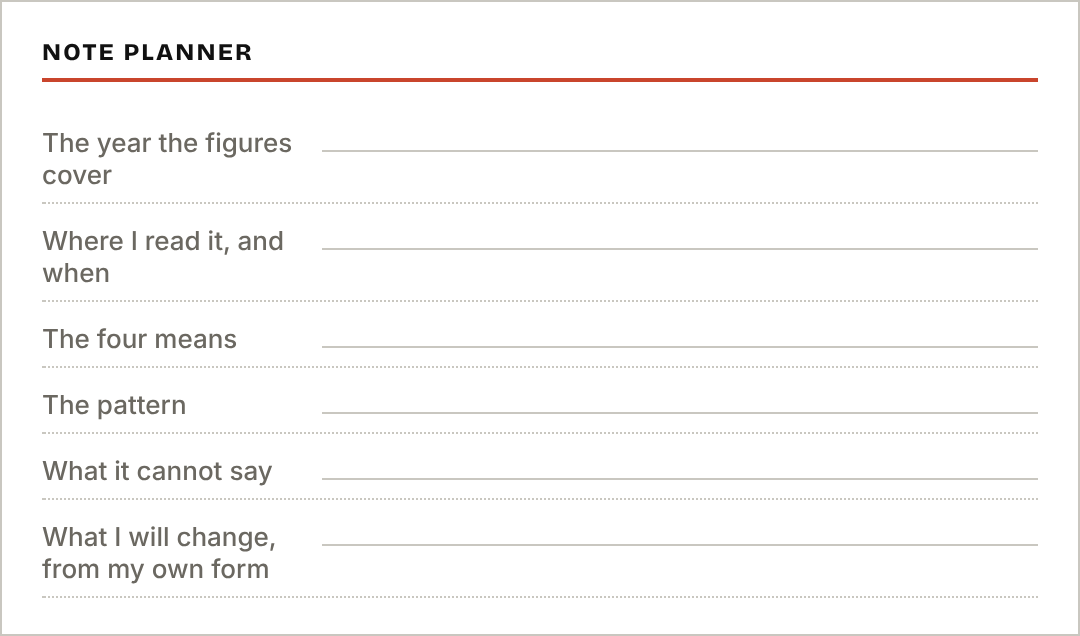 NOTE PLANNER
The year the figures
cover
Where I read it, and
when
The four means
The pattern
What it cannot say
What I will change,
from my own form